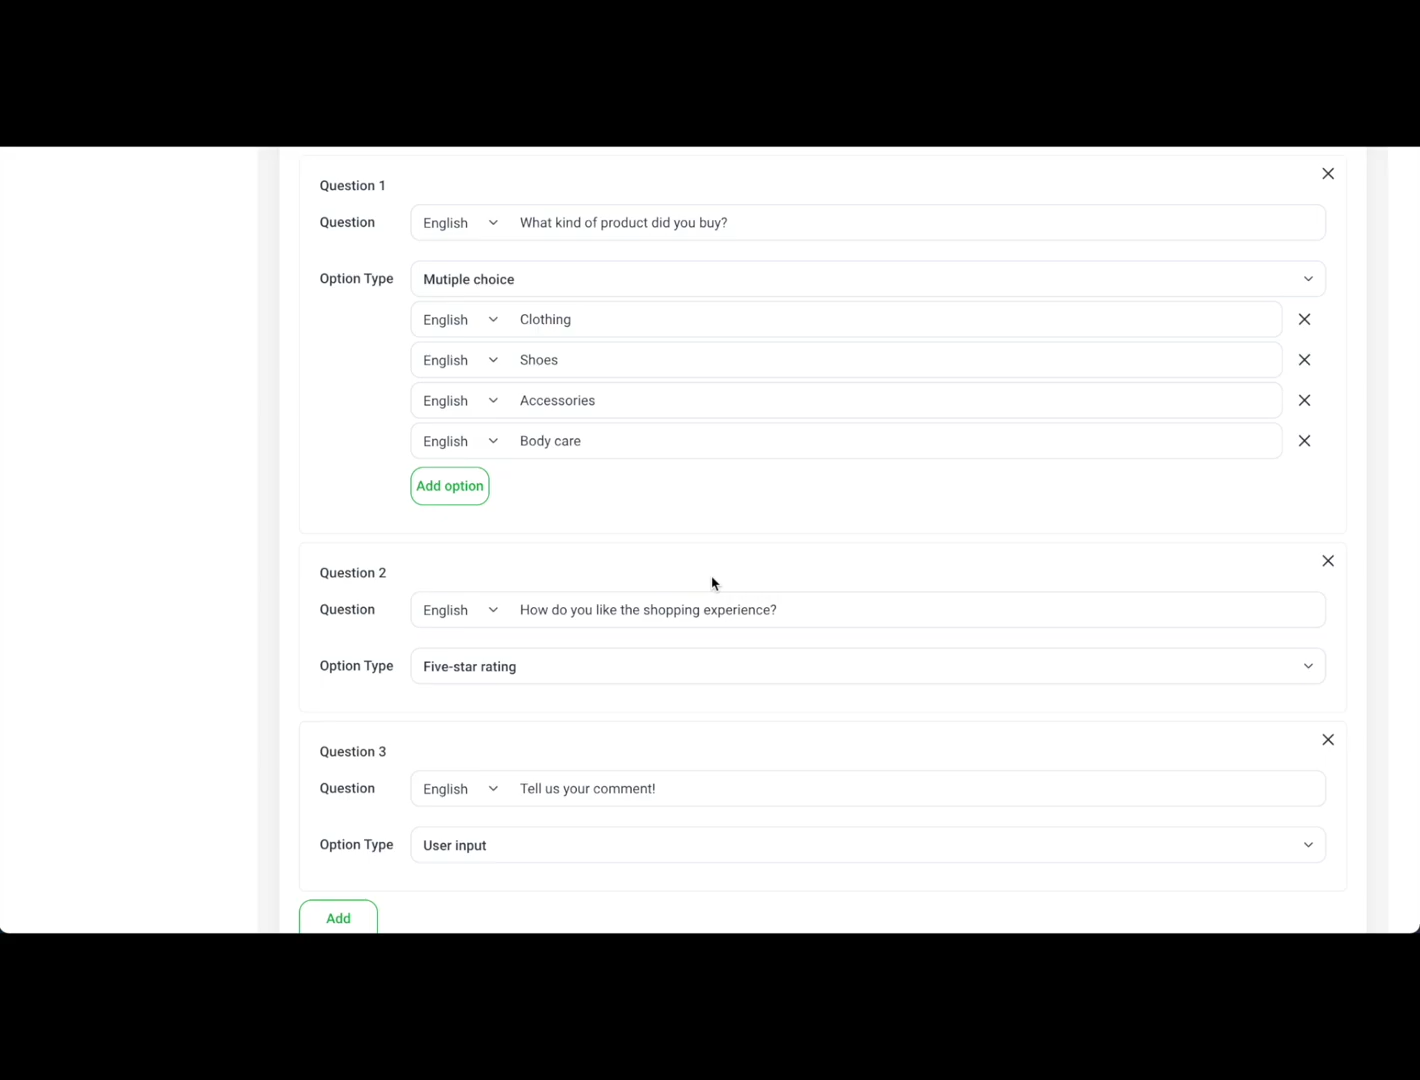 Question 1
Question English What kind of product did you buy?
Option Type Mutiple choice
English Clothing
English Shoes
English Accessories
English Body care
Add option
Question 2
Question English How do you like the shopping experience?
Option Type Five-star rating
Question 3
Question English Tell us your comment!
Option Type User input
Add